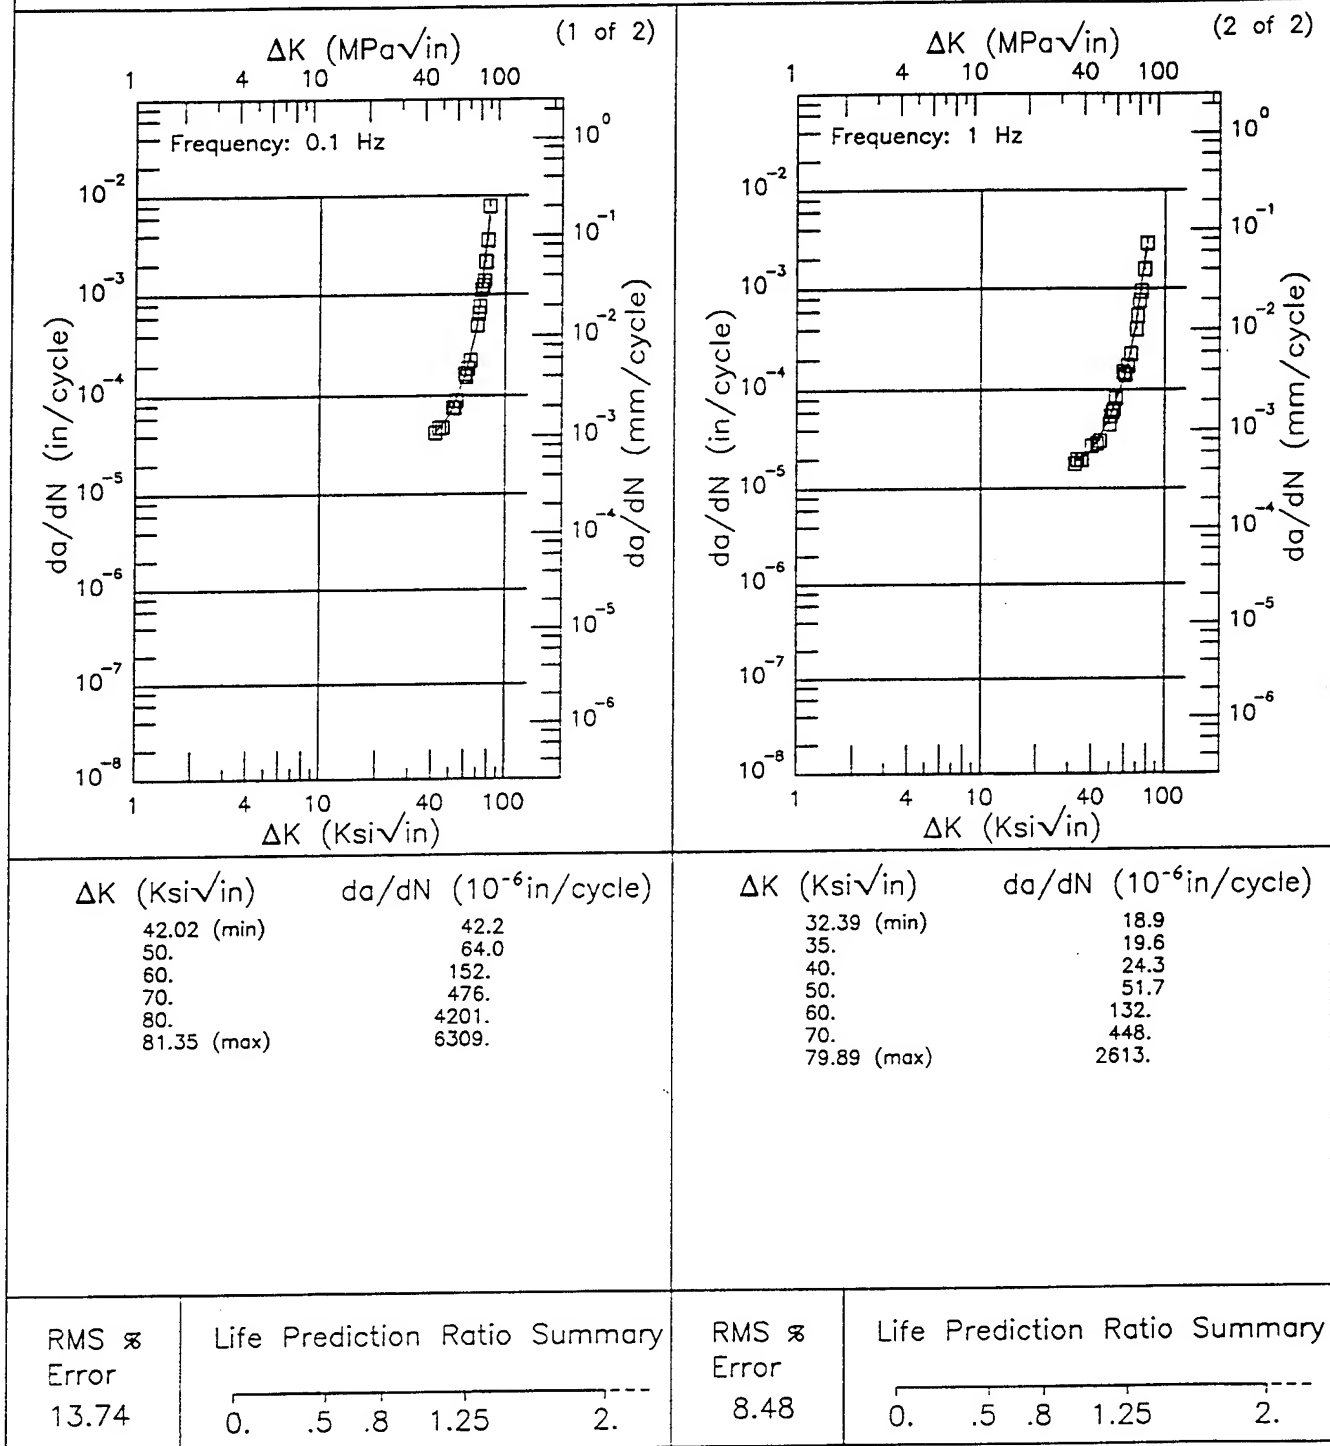 (1 of 2)
ΔK (MPa√in)
1 4 10 40 100
Frequency: 0.1 Hz
10⁰
10⁻¹
10⁻²
10⁻³
10⁻⁴
10⁻⁵
10⁻⁶
da/dN (mm/cycle)
10⁻²
10⁻³
10⁻⁴
10⁻⁵
10⁻⁶
10⁻⁷
10⁻⁸
da/dN (in/cycle)
1 4 10 40 100
ΔK (Ksi√in)
ΔK (Ksi√in) da/dN (10⁻⁶in/cycle)
42.02 (min) 42.2
50. 64.0
60. 152.
70. 476.
80. 4201.
81.35 (max) 6309.
RMS %
Error
13.74
Life Prediction Ratio Summary
0. .5 .8 1.25 2.
(2 of 2)
ΔK (MPa√in)
1 4 10 40 100
Frequency: 1 Hz
10⁰
10⁻¹
10⁻²
10⁻³
10⁻⁴
10⁻⁵
10⁻⁶
da/dN (mm/cycle)
10⁻²
10⁻³
10⁻⁴
10⁻⁵
10⁻⁶
10⁻⁷
10⁻⁸
da/dN (in/cycle)
1 4 10 40 100
ΔK (Ksi√in)
ΔK (Ksi√in) da/dN (10⁻⁶in/cycle)
32.39 (min) 18.9
35. 19.6
40. 24.3
50. 51.7
60. 132.
70. 448.
79.89 (max) 2613.
RMS %
Error
8.48
Life Prediction Ratio Summary
0. .5 .8 1.25 2.